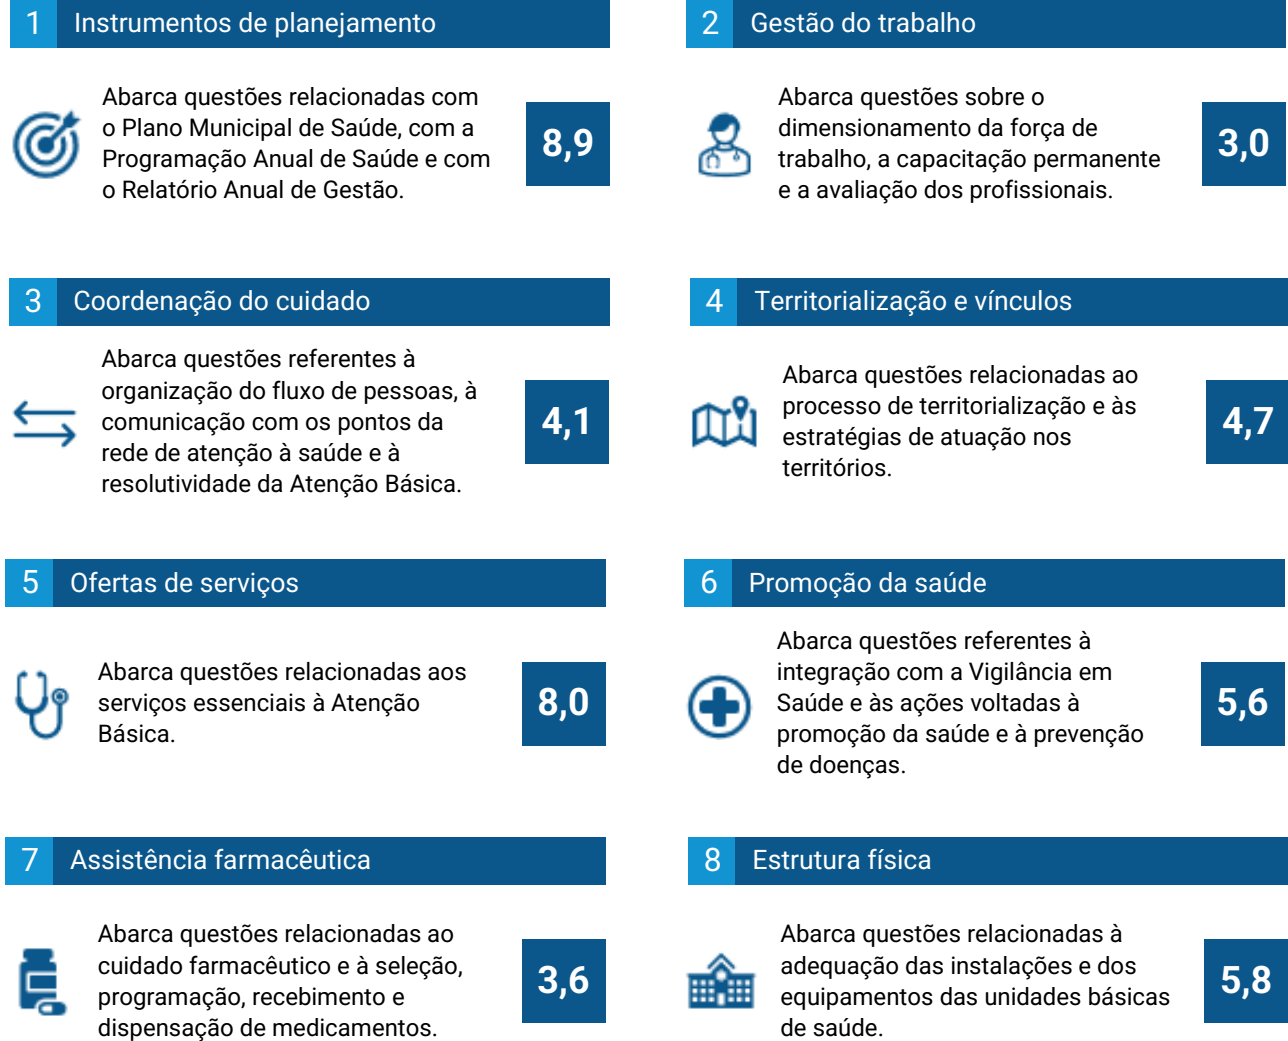 1 Instrumentos de planejamento
Abarca questões relacionadas com
o Plano Municipal de Saúde, com a
Programação Anual de Saúde e com
o Relatório Anual de Gestão.
8,9
2 Gestão do trabalho
Abarca questões sobre o
dimensionamento da força de
trabalho, a capacitação permanente
e a avaliação dos profissionais.
3,0
3 Coordenação do cuidado
Abarca questões referentes à
organização do fluxo de pessoas, à
comunicação com os pontos da
rede de atenção à saúde e à
resolutividade da Atenção Básica.
4,1
4 Territorialização e vínculos
Abarca questões relacionadas ao
processo de territorialização e às
estratégias de atuação nos
territórios.
4,7
5 Ofertas de serviços
Abarca questões relacionadas aos
serviços essenciais à Atenção
Básica.
8,0
6 Promoção da saúde
Abarca questões referentes à
integração com a Vigilância em
Saúde e às ações voltadas à
promoção da saúde e à prevenção
de doenças.
5,6
7 Assistência farmacêutica
Abarca questões relacionadas ao
cuidado farmacêutico e à seleção,
programação, recebimento e
dispensação de medicamentos.
3,6
8 Estrutura física
Abarca questões relacionadas à
adequação das instalações e dos
equipamentos das unidades básicas
de saúde.
5,8